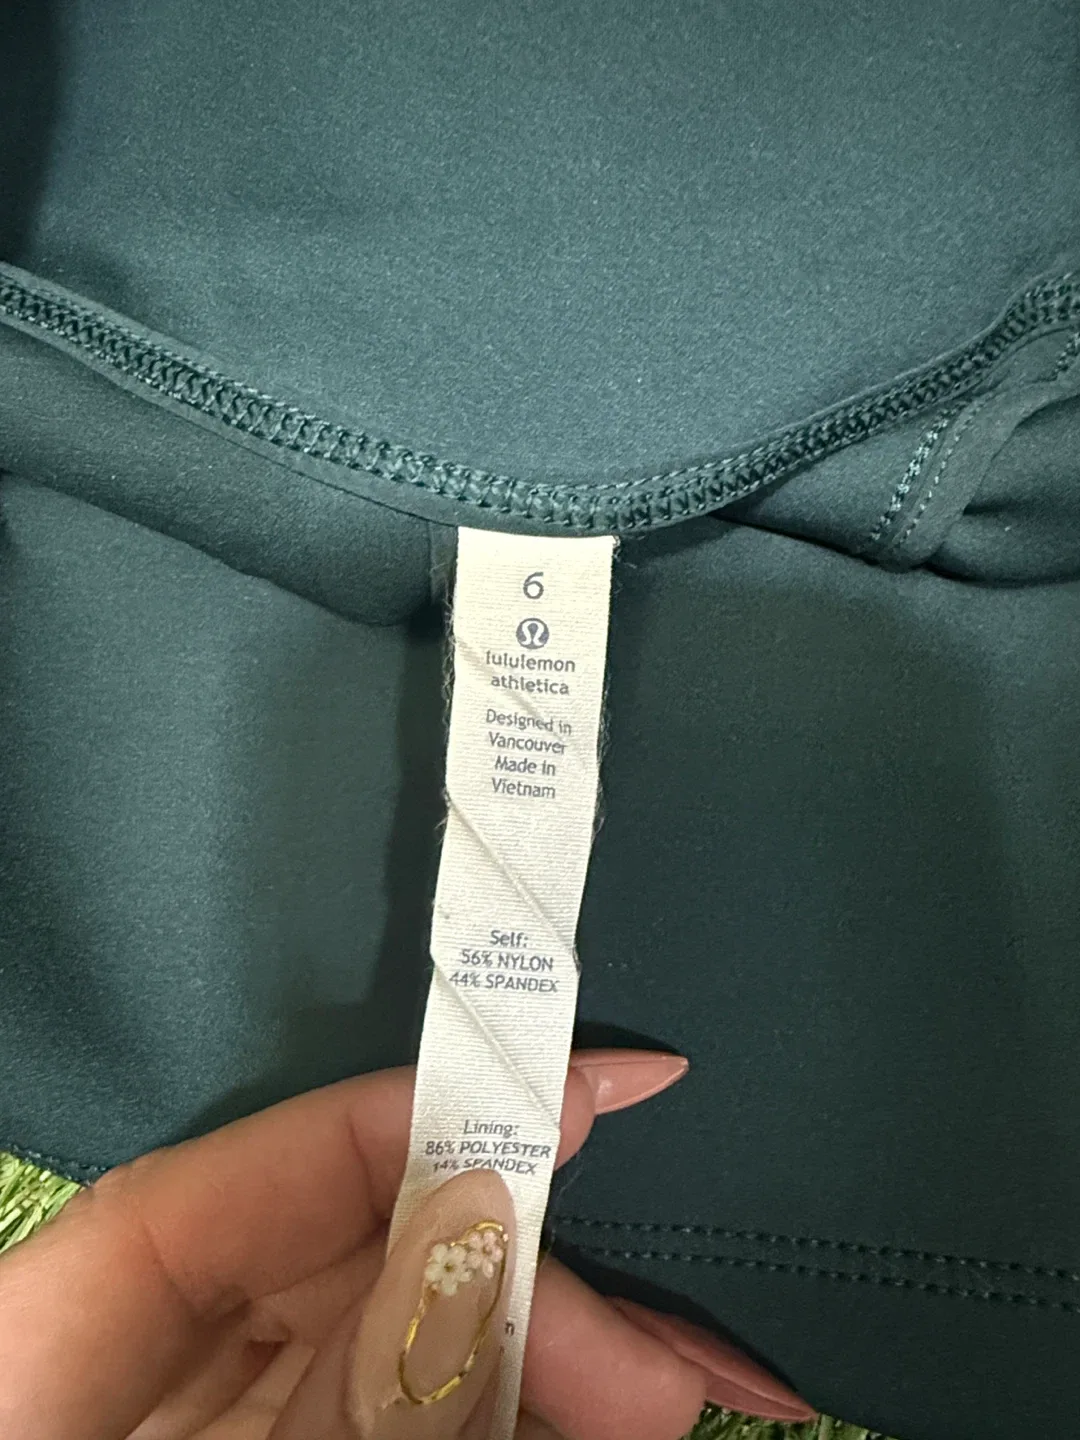 6
lululemon
athletica
Designed in
Vancouver
Made in
Vietnam
Self:
56% NYLON
44% SPANDEX
Lining:
86% POLYESTER
14% SPANDEX